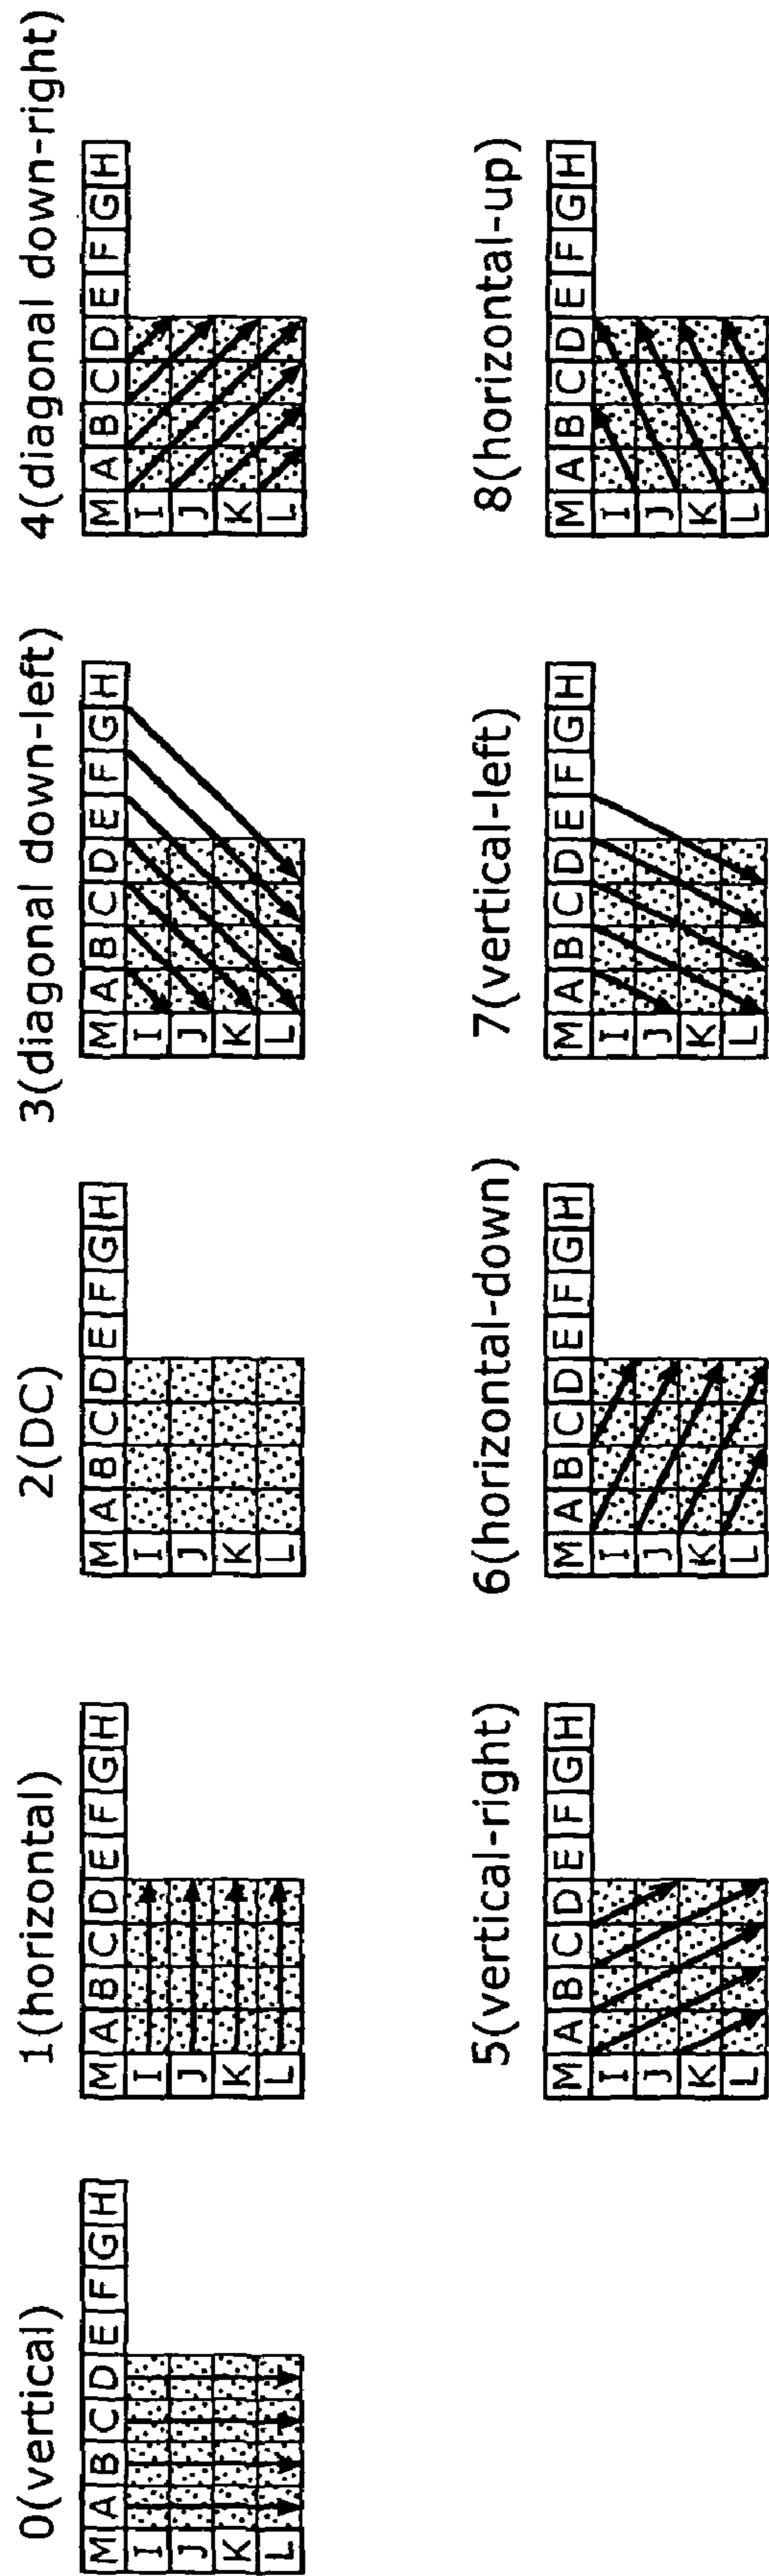 0(vertical)
M A B C D E F G H
I
J
K
L
1(horizontal)
M A B C D E F G H
I
J
K
L
2(DC)
M A B C D E F G H
I
J
K
L
3(diagonal down-left)
M A B C D E F G H
I
J
K
L
4(diagonal down-right)
M A B C D E F G H
I
J
K
L
5(vertical-right)
M A B C D E F G H
I
J
K
L
6(horizontal-down)
M A B C D E F G H
I
J
K
L
7(vertical-left)
M A B C D E F G H
I
J
K
L
8(horizontal-up)
M A B C D E F G H
I
J
K
L